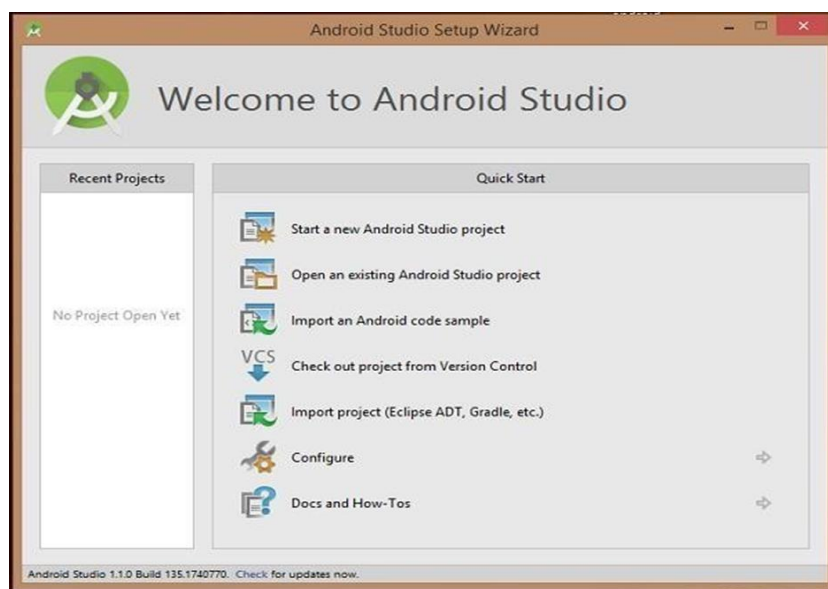 Android Studio Setup Wizard
Welcome to Android Studio
Recent Projects
No Project Open Yet
Quick Start
Start a new Android Studio project
Open an existing Android Studio project
Import an Android code sample
VCS
Check out project from Version Control
Import project (Eclipse ADT, Gradle, etc.)
Configure
Docs and How-Tos
Android Studio 1.1.0 Build 135.1740770. Check for updates now.